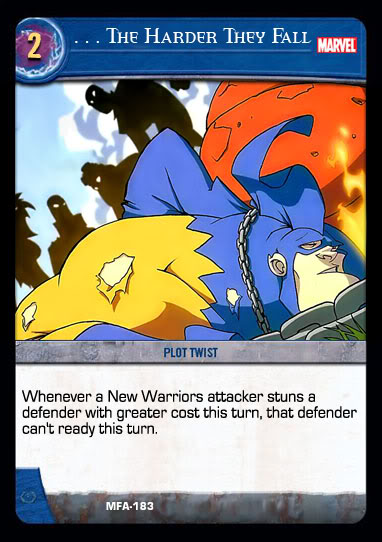 2
. . . The Harder They Fall
MARVEL
PLOT TWIST
Whenever a New Warriors attacker stuns a
defender with greater cost this turn, that defender
can't ready this turn.
MFA-183